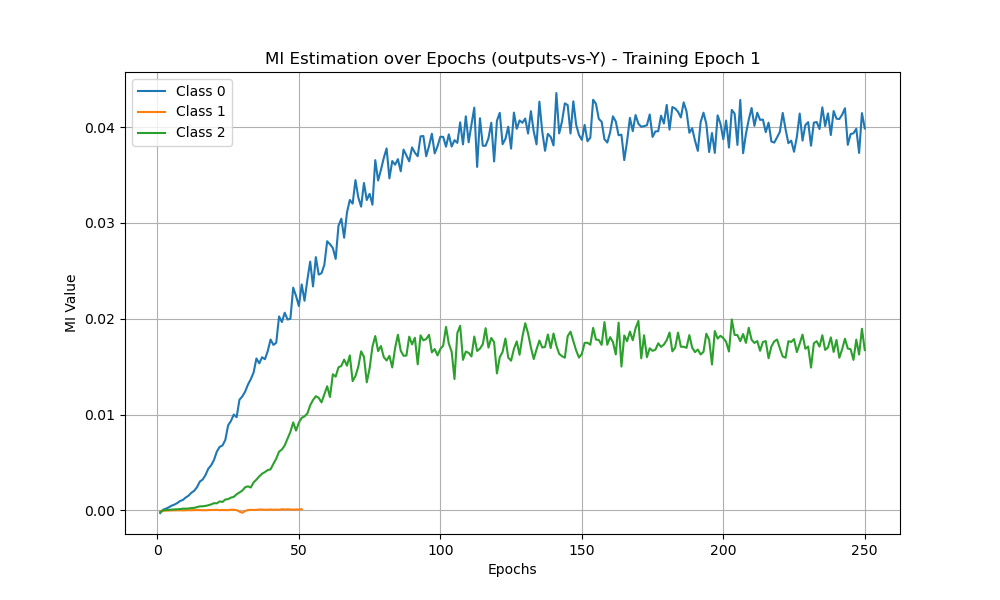 MI Estimation over Epochs (outputs-vs-Y) - Training Epoch 1
Class 0
Class 1
Class 2
MI Value
0.04
0.03
0.02
0.01
0.00
0 50 100 150 200 250
Epochs